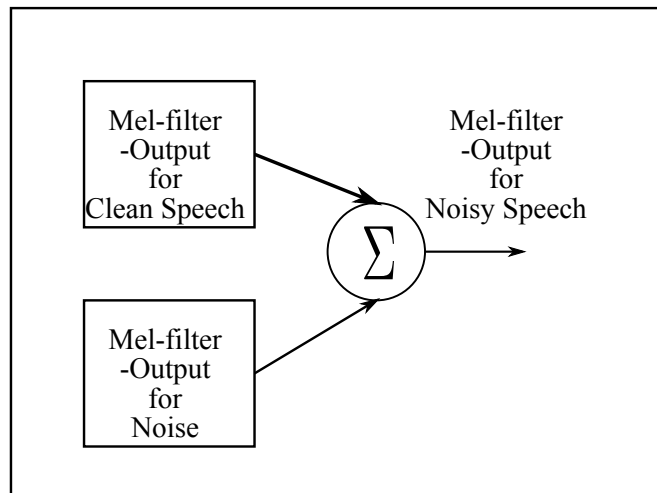 Mel-filter
-Output
for
Clean Speech
Mel-filter
-Output
for
Noisy Speech
Σ
Mel-filter
-Output
for
Noise